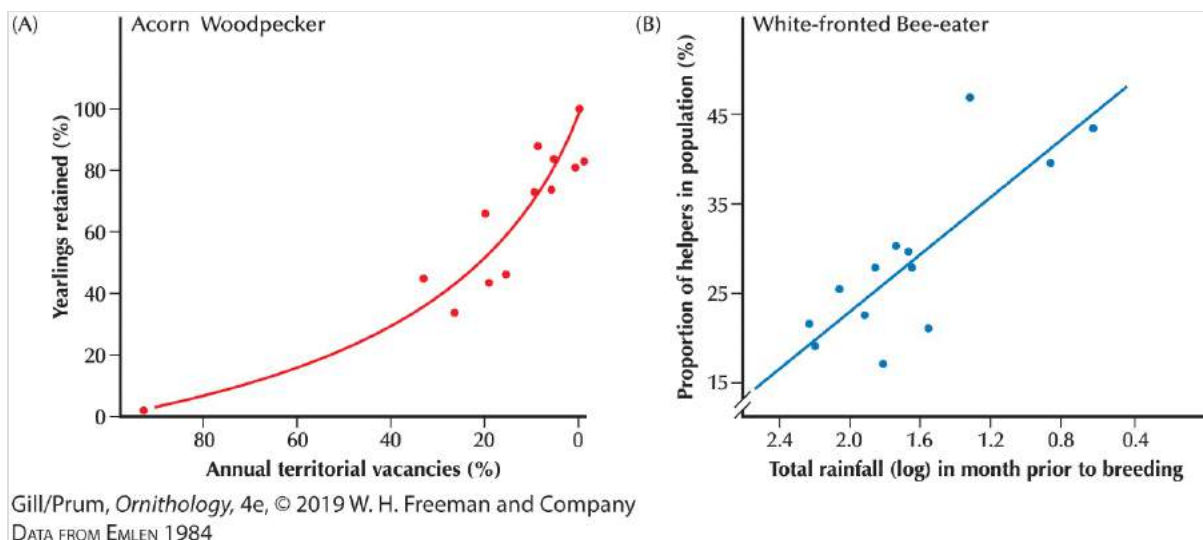 (A) Acorn Woodpecker
Yearlings retained (%)
100
80
60
40
20
0
80 60 40 20 0
Annual territorial vacancies (%)
(B) White-fronted Bee-eater
Proportion of helpers in population (%)
45
35
25
15
2.4 2.0 1.6 1.2 0.8 0.4
Total rainfall (log) in month prior to breeding
Gill/Prum, Ornithology, 4e, © 2019 W. H. Freeman and Company
DATA FROM EMLEN 1984